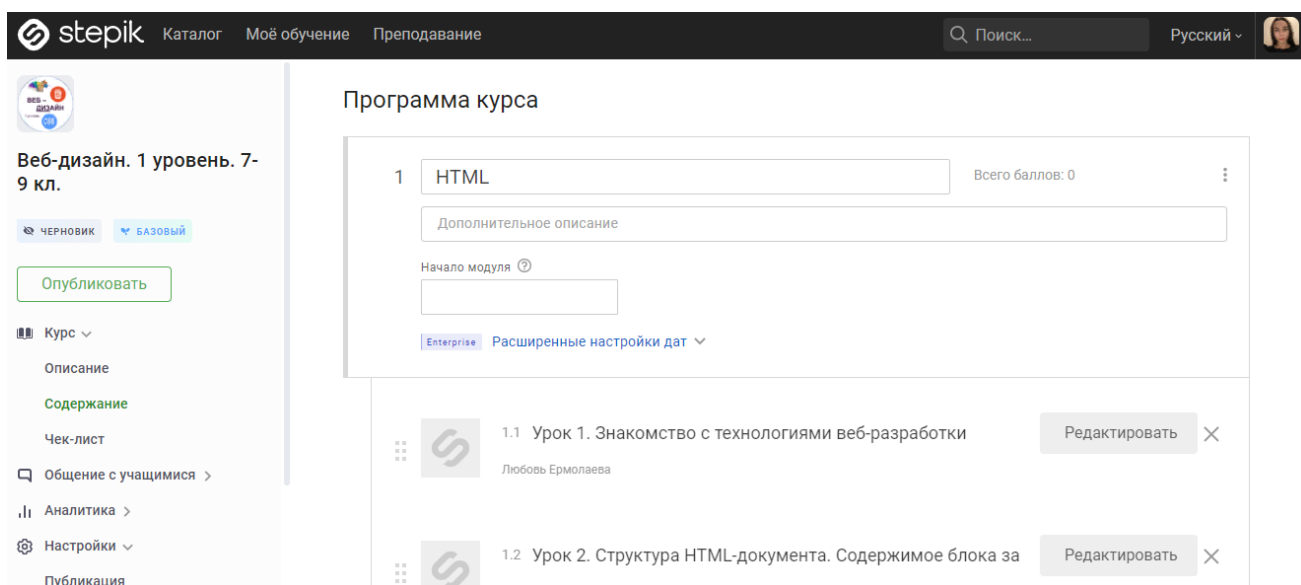 stepik Каталог Моё обучение Преподавание Поиск... Русский
ВЕБ -
ДИЗАЙН
Веб-дизайн. 1 уровень. 7-
9 кл.
ЧЕРНОВИК БАЗОВЫЙ
Опубликовать
Курс
Описание
Содержание
Чек-лист
Общение с учащимися
Аналитика
Настройки
Публикация
Программа курса
1 HTML Всего баллов: 0
Дополнительное описание
Начало модуля ?
Enterprise Расширенные настройки дат
1.1 Урок 1. Знакомство с технологиями веб-разработки Редактировать
Любовь Ермолаева
1.2 Урок 2. Структура HTML-документа. Содержимое блока за Редактировать